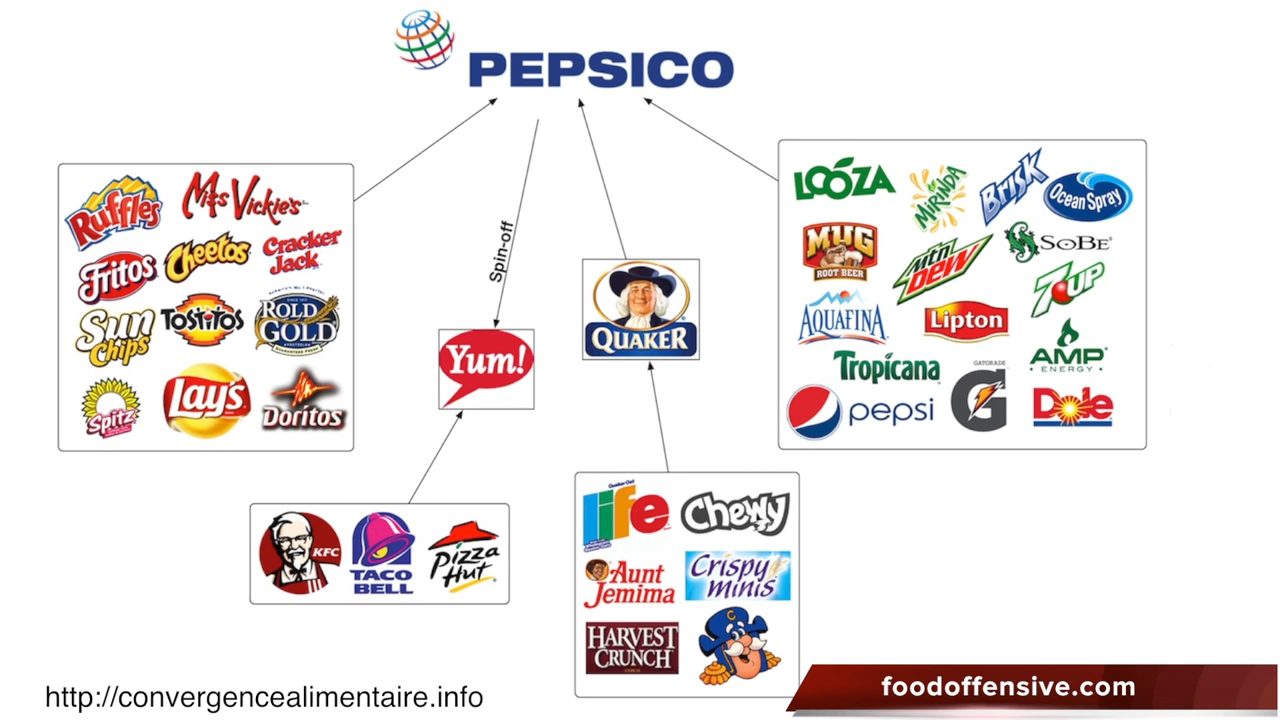 PEPSICO
Ruffles
Miss Vickie's
Fritos
Cheetos
Cracker
Jack
Sun
Chips
Tostitos
ROLD
GOLD
Spitz
Lay's
Doritos
Spin-off
Yum!
QUAKER
LOOZA
MIRINDA
BRISK
Ocean Spray
MUG
ROOT BEER
Mtn
DEW
SoBe
7UP
AQUAFINA
Lipton
Tropicana
GATORADE
G
AMP
ENERGY
pepsi
Dole
KFC
TACO
BELL
Pizza
Hut
life
Chewy
Aunt
Jemima
Crispy
minis
HARVEST
CRUNCH
C
http://convergencealimentaire.info
foodoffensive.com